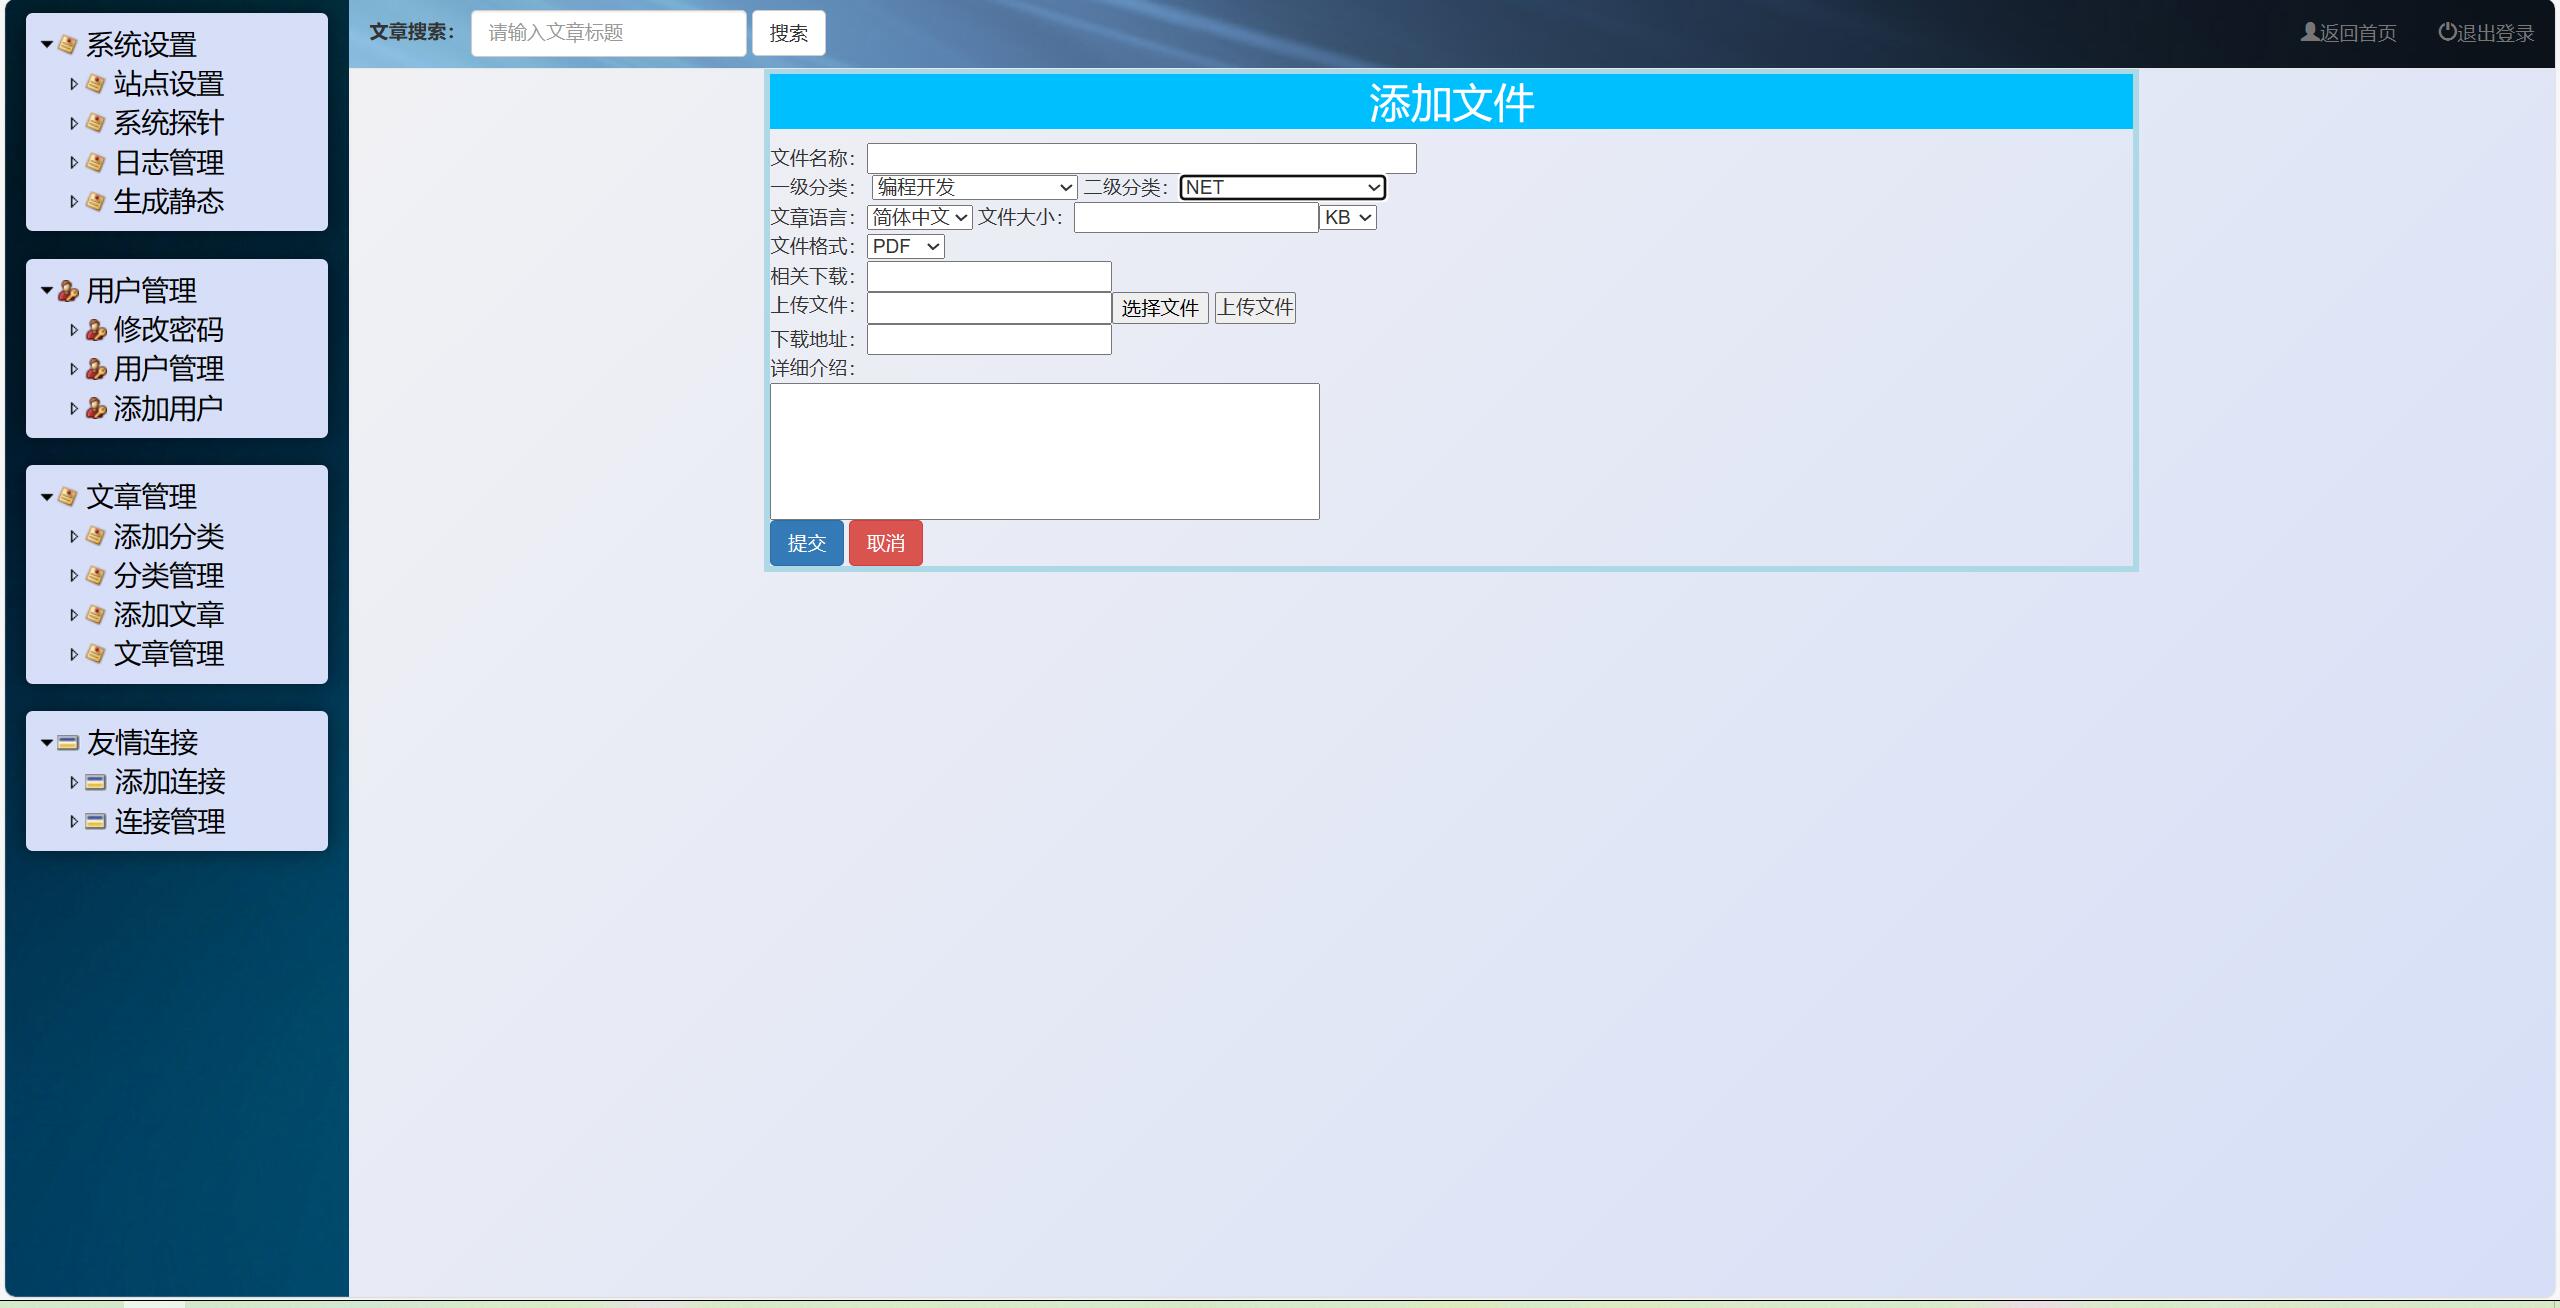 系统设置
站点设置
系统探针
日志管理
生成静态
用户管理
修改密码
用户管理
添加用户
文章管理
添加分类
分类管理
添加文章
文章管理
友情连接
添加连接
连接管理
文章搜索： 请输入文章标题 搜索 返回首页 退出登录
添加文件
文件名称：
一级分类： 编程开发 二级分类： NET
文章语言： 简体中文 文件大小： KB
文件格式： PDF
相关下载：
上传文件： 选择文件 上传文件
下载地址：
详细介绍：
提交 取消